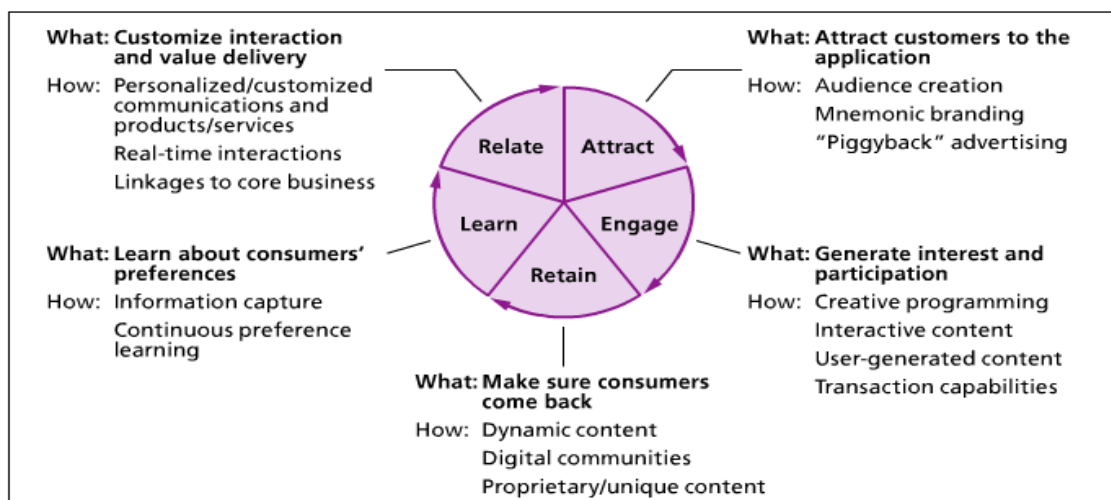 What: Customize interaction
and value delivery
How: Personalized/customized
communications and
products/services
Real-time interactions
Linkages to core business
What: Attract customers to the
application
How: Audience creation
Mnemonic branding
“Piggyback” advertising
Relate
Attract
Learn
Engage
Retain
What: Learn about consumers’
preferences
How: Information capture
Continuous preference
learning
What: Generate interest and
participation
How: Creative programming
Interactive content
User-generated content
Transaction capabilities
What: Make sure consumers
come back
How: Dynamic content
Digital communities
Proprietary/unique content